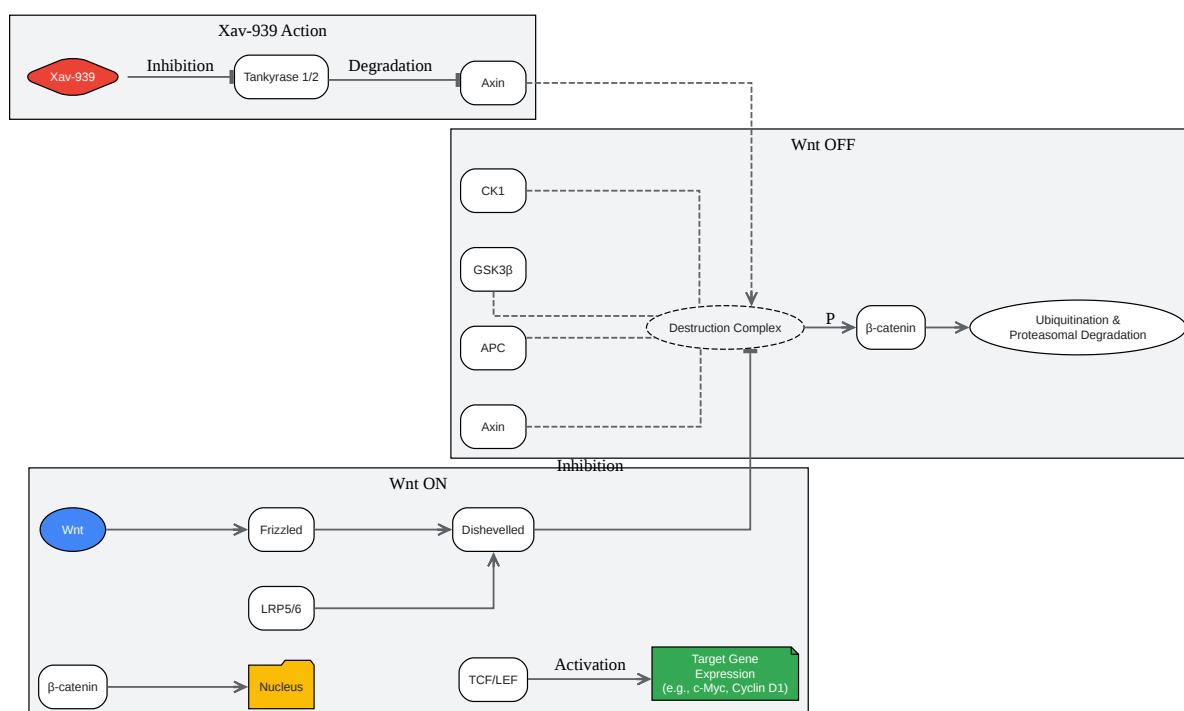 Xav-939 Action
Xav-939
Inhibition
Tankyrase 1/2
Degradation
Axin
Wnt OFF
CK1
GSK3β
APC
Axin
Destruction Complex
P
β-catenin
Ubiquitination &
Proteasomal Degradation
Inhibition
Wnt ON
Wnt
Frizzled
Dishevelled
LRP5/6
β-catenin
Nucleus
TCF/LEF
Activation
Target Gene
Expression
(e.g., c-Myc, Cyclin D1)